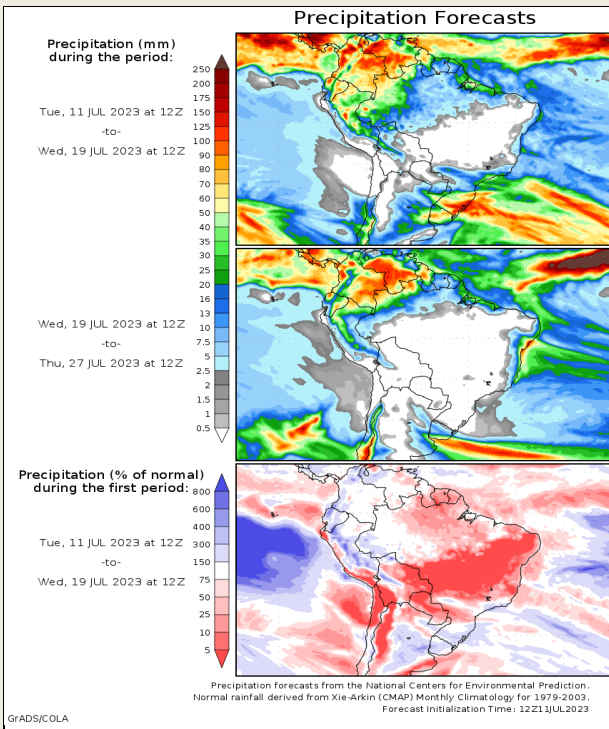 Precipitation Forecasts
Precipitation (mm)
during the period:
Tue, 11 JUL 2023 at 12Z
-to-
Wed, 19 JUL 2023 at 12Z
250
200
175
150
125
100
90
80
70
60
50
40
35
30
25
20
16
13
10
7.5
5
2.5
2
1.5
1
0.5
Wed, 19 JUL 2023 at 12Z
-to-
Thu, 27 JUL 2023 at 12Z
Precipitation (% of normal)
during the first period:
Tue, 11 JUL 2023 at 12Z
-to-
Wed, 19 JUL 2023 at 12Z
800
600
400
300
150
75
50
25
10
5
Precipitation forecasts from the National Centers for Environmental Prediction.
Normal rainfall derived from Xie-Arkin (CMAP) Monthly Climatology for 1979-2003.
Forecast Initialization Time: 12Z11JUL2023
GrADS/COLA